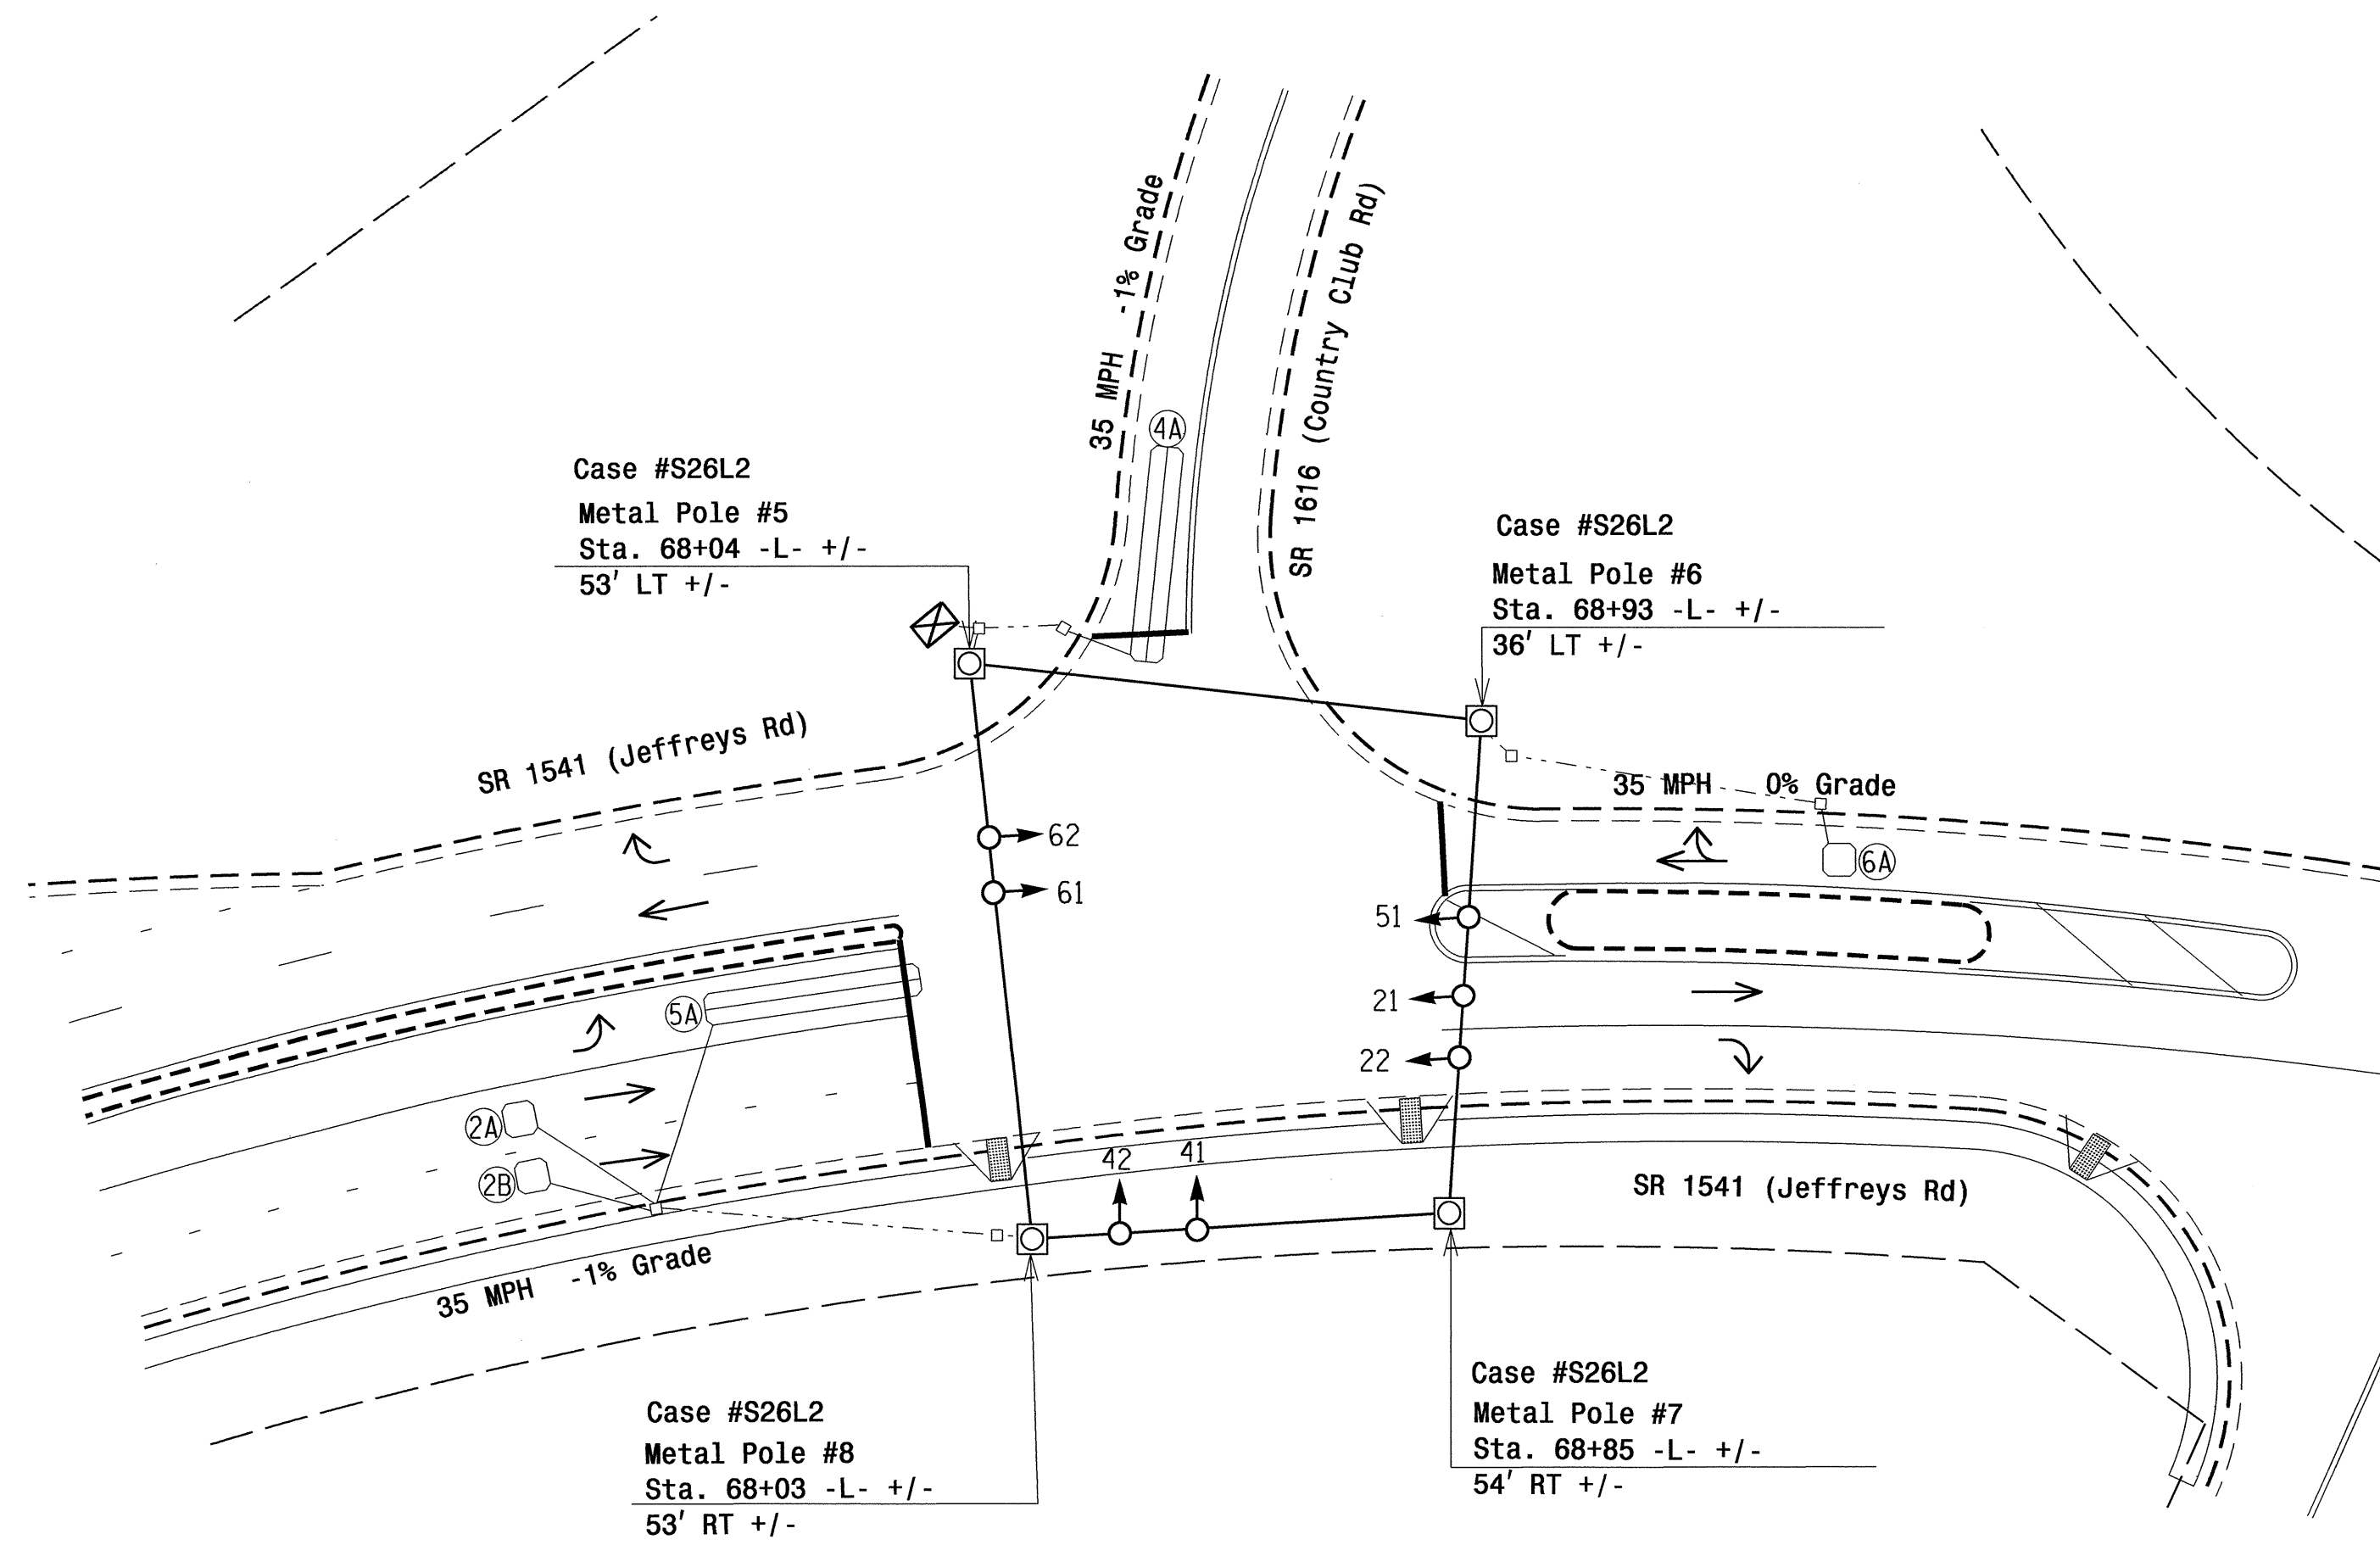 35 MPH -1% Grade
SR 1616 (Country Club Rd)
4A
Case #S26L2
Metal Pole #5
Sta. 68+04 -L- +/-
53' LT +/-
Case #S26L2
Metal Pole #6
Sta. 68+93 -L- +/-
36' LT +/-
SR 1541 (Jeffreys Rd)
35 MPH 0% Grade
62
61
6A
51
21
22
5A
2A
2B
42
41
SR 1541 (Jeffreys Rd)
35 MPH -1% Grade
Case #S26L2
Metal Pole #8
Sta. 68+03 -L- +/-
53' RT +/-
Case #S26L2
Metal Pole #7
Sta. 68+85 -L- +/-
54' RT +/-